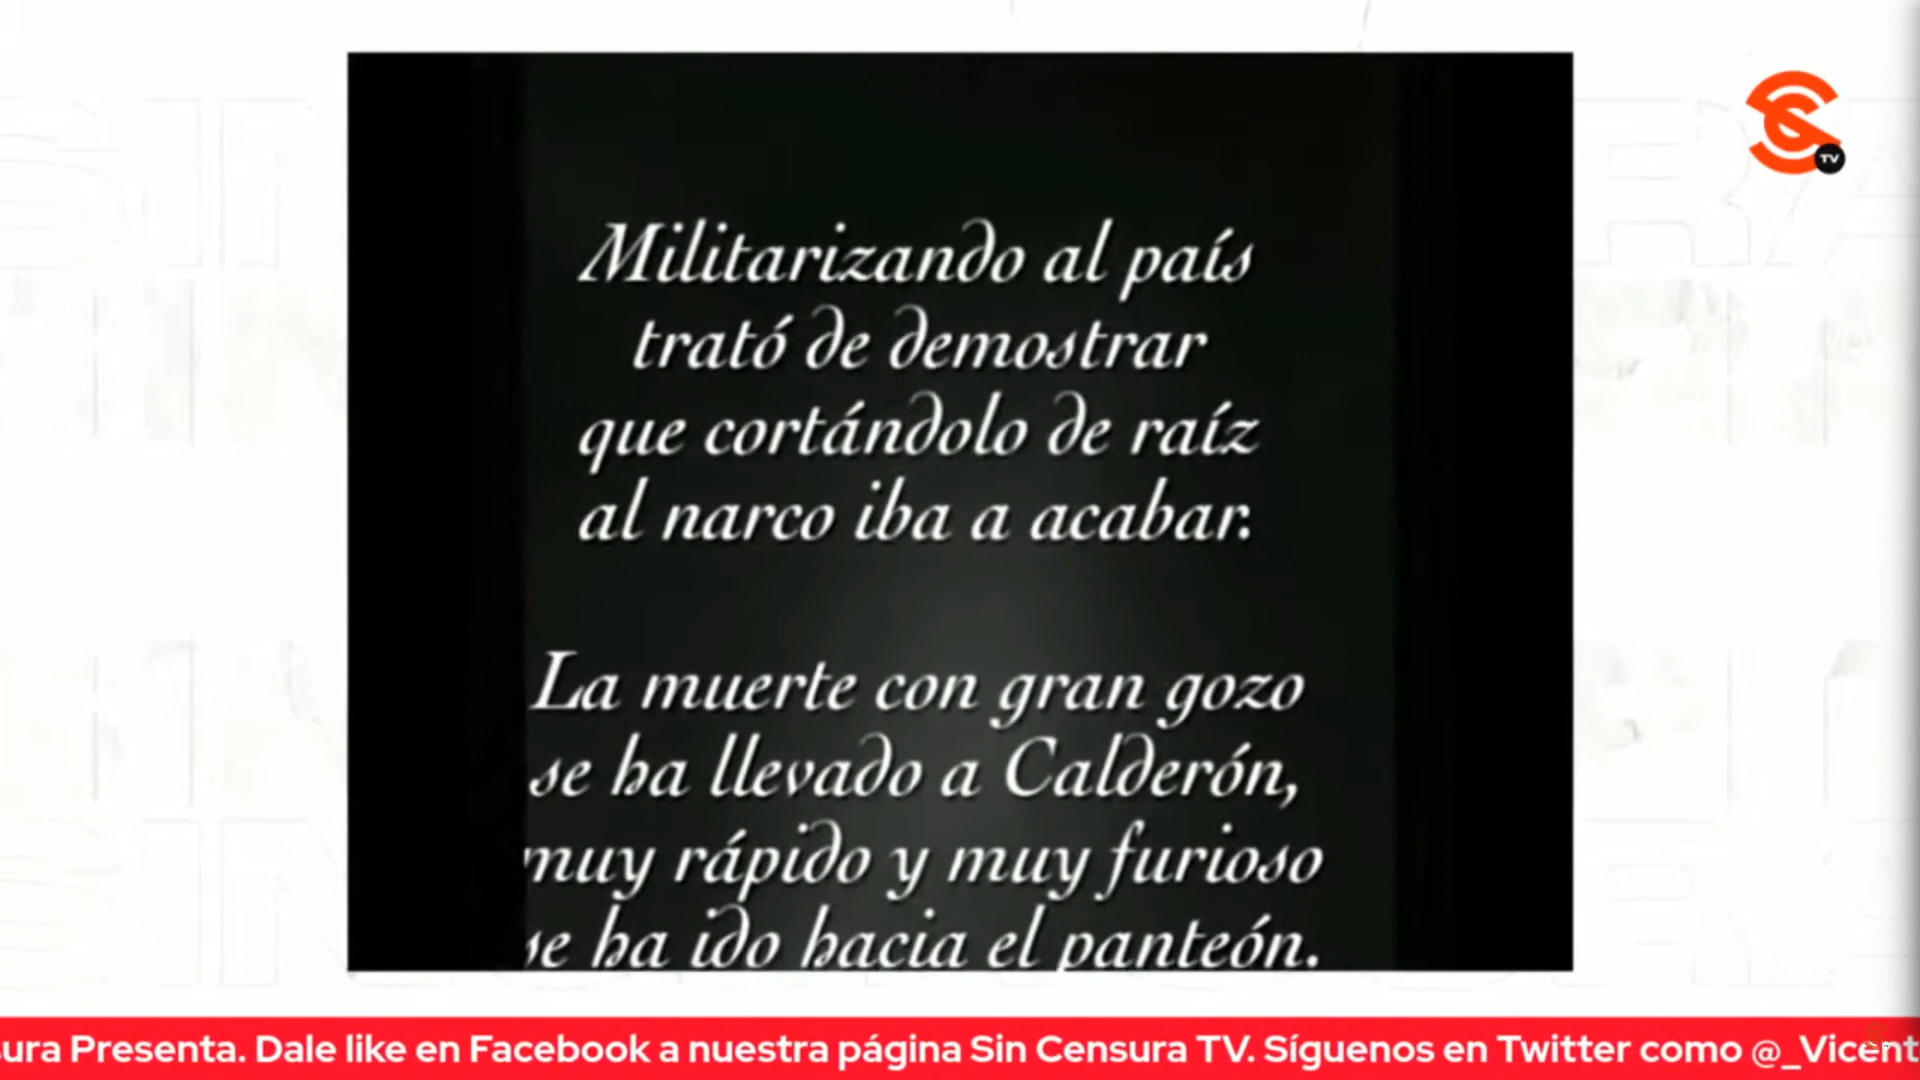 TV
Militarizando al país
trató de demostrar
que cortándolo de raíz
al narco iba a acabar.
La muerte con gran gozo
se ha llevado a Calderón,
muy rápido y muy furioso
se ha ido hacia el panteón.
sura Presenta. Dale like en Facebook a nuestra página Sin Censura TV. Síguenos en Twitter como @_Vicent